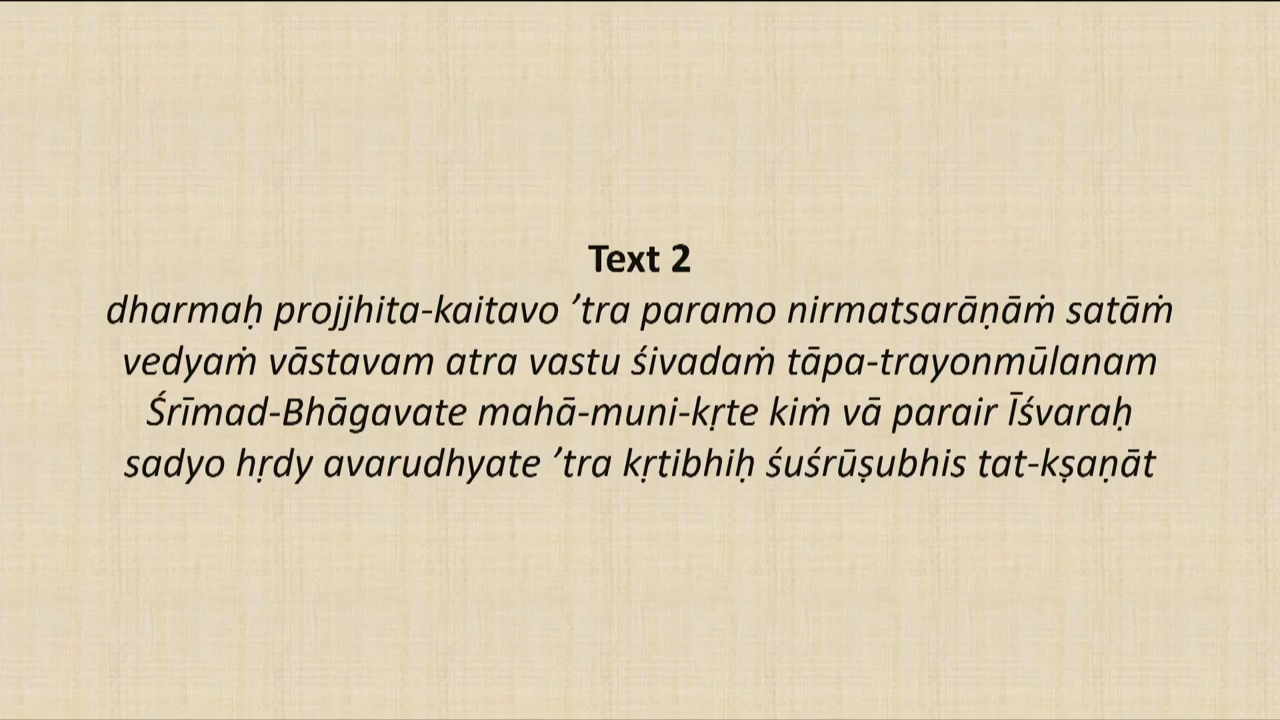 Text 2
dharmaḥ projjhita-kaitavo ’tra paramo nirmatsarāṇāṁ satāṁ
vedyaṁ vāstavam atra vastu śivadaṁ tāpa-trayonmūlanam
Śrīmad-Bhāgavate mahā-muni-kṛte kiṁ vā parair Īśvaraḥ
sadyo hṛdy avarudhyate ’tra kṛtibhiḥ śuśrūṣubhis tat-kṣaṇāt